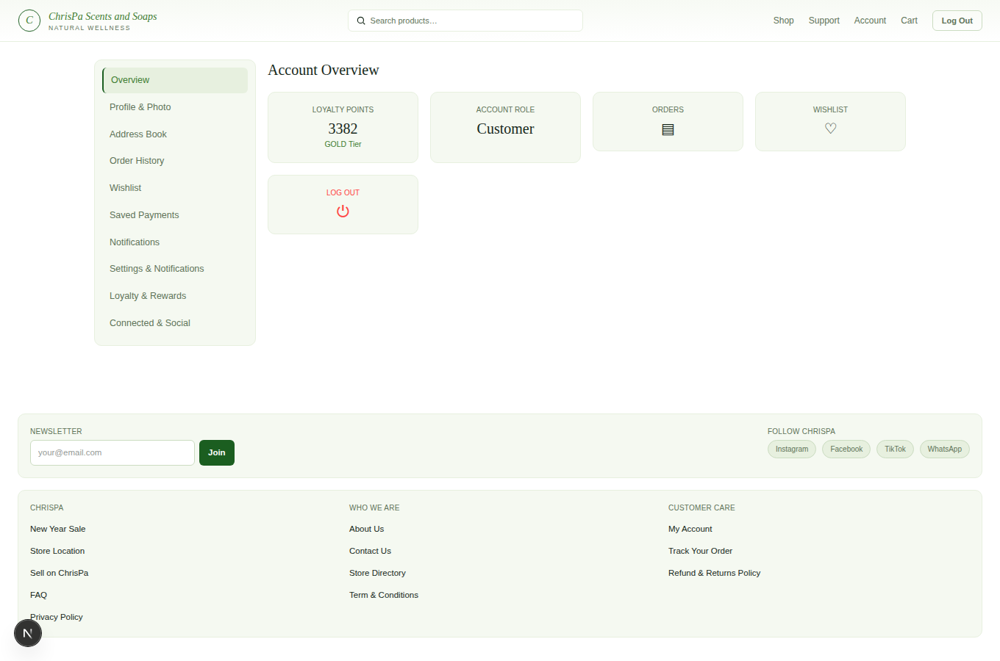 C
ChrisPa Scents and Soaps
NATURAL WELLNESS
Search products…
Shop
Support
Account
Cart
Log Out
Overview
Profile & Photo
Address Book
Order History
Wishlist
Saved Payments
Notifications
Settings & Notifications
Loyalty & Rewards
Connected & Social
Account Overview
LOYALTY POINTS
3382
GOLD Tier
ACCOUNT ROLE
Customer
ORDERS
WISHLIST
LOG OUT
NEWSLETTER
your@email.com
Join
FOLLOW CHRISPA
Instagram
Facebook
TikTok
WhatsApp
CHRISPA
New Year Sale
Store Location
Sell on ChrisPa
FAQ
Privacy Policy
WHO WE ARE
About Us
Contact Us
Store Directory
Term & Conditions
CUSTOMER CARE
My Account
Track Your Order
Refund & Returns Policy
N